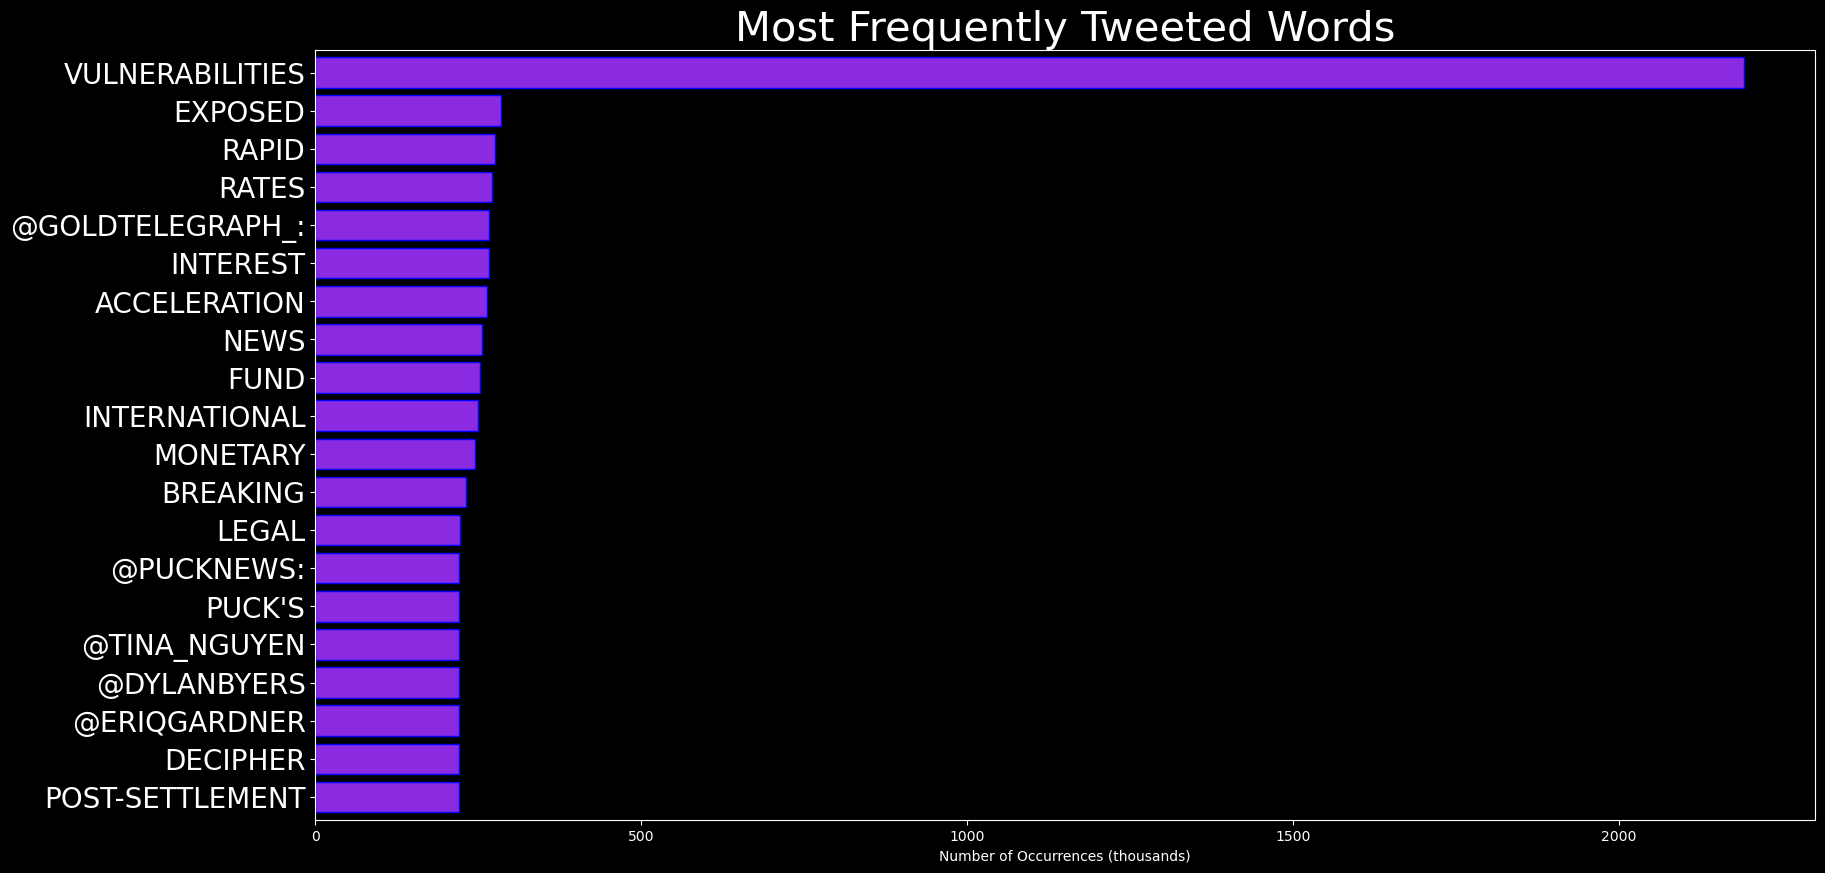 Most Frequently Tweeted Words
VULNERABILITIES
EXPOSED
RAPID
RATES
@GOLDTELEGRAPH_:
INTEREST
ACCELERATION
NEWS
FUND
INTERNATIONAL
MONETARY
BREAKING
LEGAL
@PUCKNEWS:
PUCK'S
@TINA_NGUYEN
@DYLANBYERS
@ERIQGARDNER
DECIPHER
POST-SETTLEMENT
0 500 1000 1500 2000
Number of Occurrences (thousands)